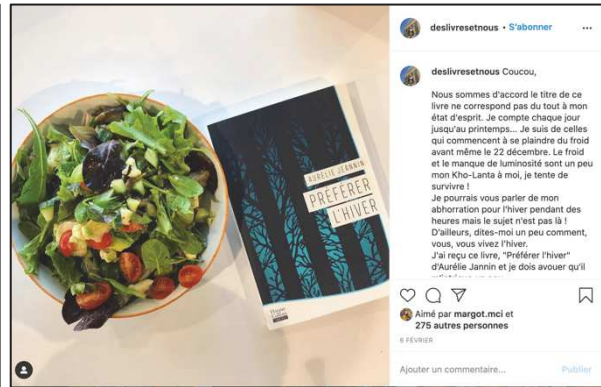 AURÉLIE JEANNIN
PRÉFÉRER
L'HIVER
deslivresetnous • S'abonner
deslivresetnous Coucou,
Nous sommes d'accord le titre de ce
livre ne correspond pas du tout à mon
état d'esprit. Je compte chaque jour
jusqu'au printemps... Je suis de celles
qui commencent à se plaindre du froid
avant même le 22 décembre. Le froid
et le manque de luminosité sont un peu
mon Kho-Lanta à moi, je tente de
survivre !
Je pourrais vous parler de mon
abhorration pour l'hiver pendant des
heures mais le sujet n'est pas là !
D'ailleurs, dites-moi un peu comment,
vous, vous vivez l'hiver.
J'ai reçu ce livre, "Préférer l'hiver"
d'Aurélie Jannin et je dois avouer qu'il
Aimé par margot.mci et
275 autres personnes
6 FÉVRIER
Ajouter un commentaire...
Publier